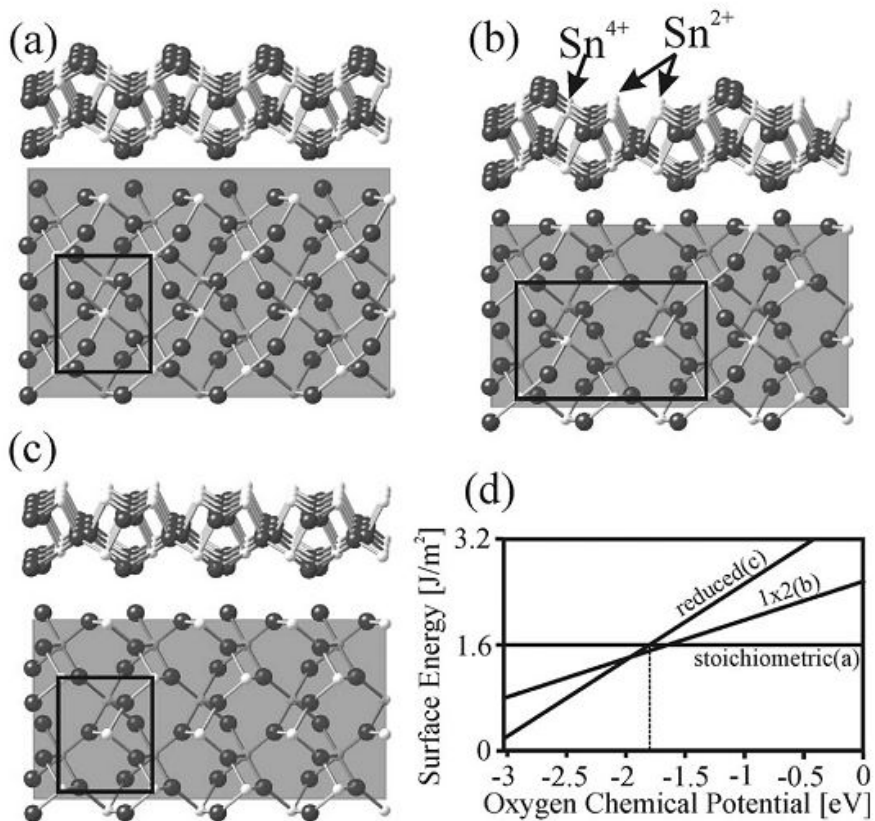 (a)
(b)
Sn⁴⁺
Sn²⁺
(c)
(d)
Surface Energy [J/m²]
3.2
1.6
0
reduced(c)
1x2(b)
stoichiometric(a)
-3 -2.5 -2 -1.5 -1 -0.5 0
Oxygen Chemical Potential [eV]